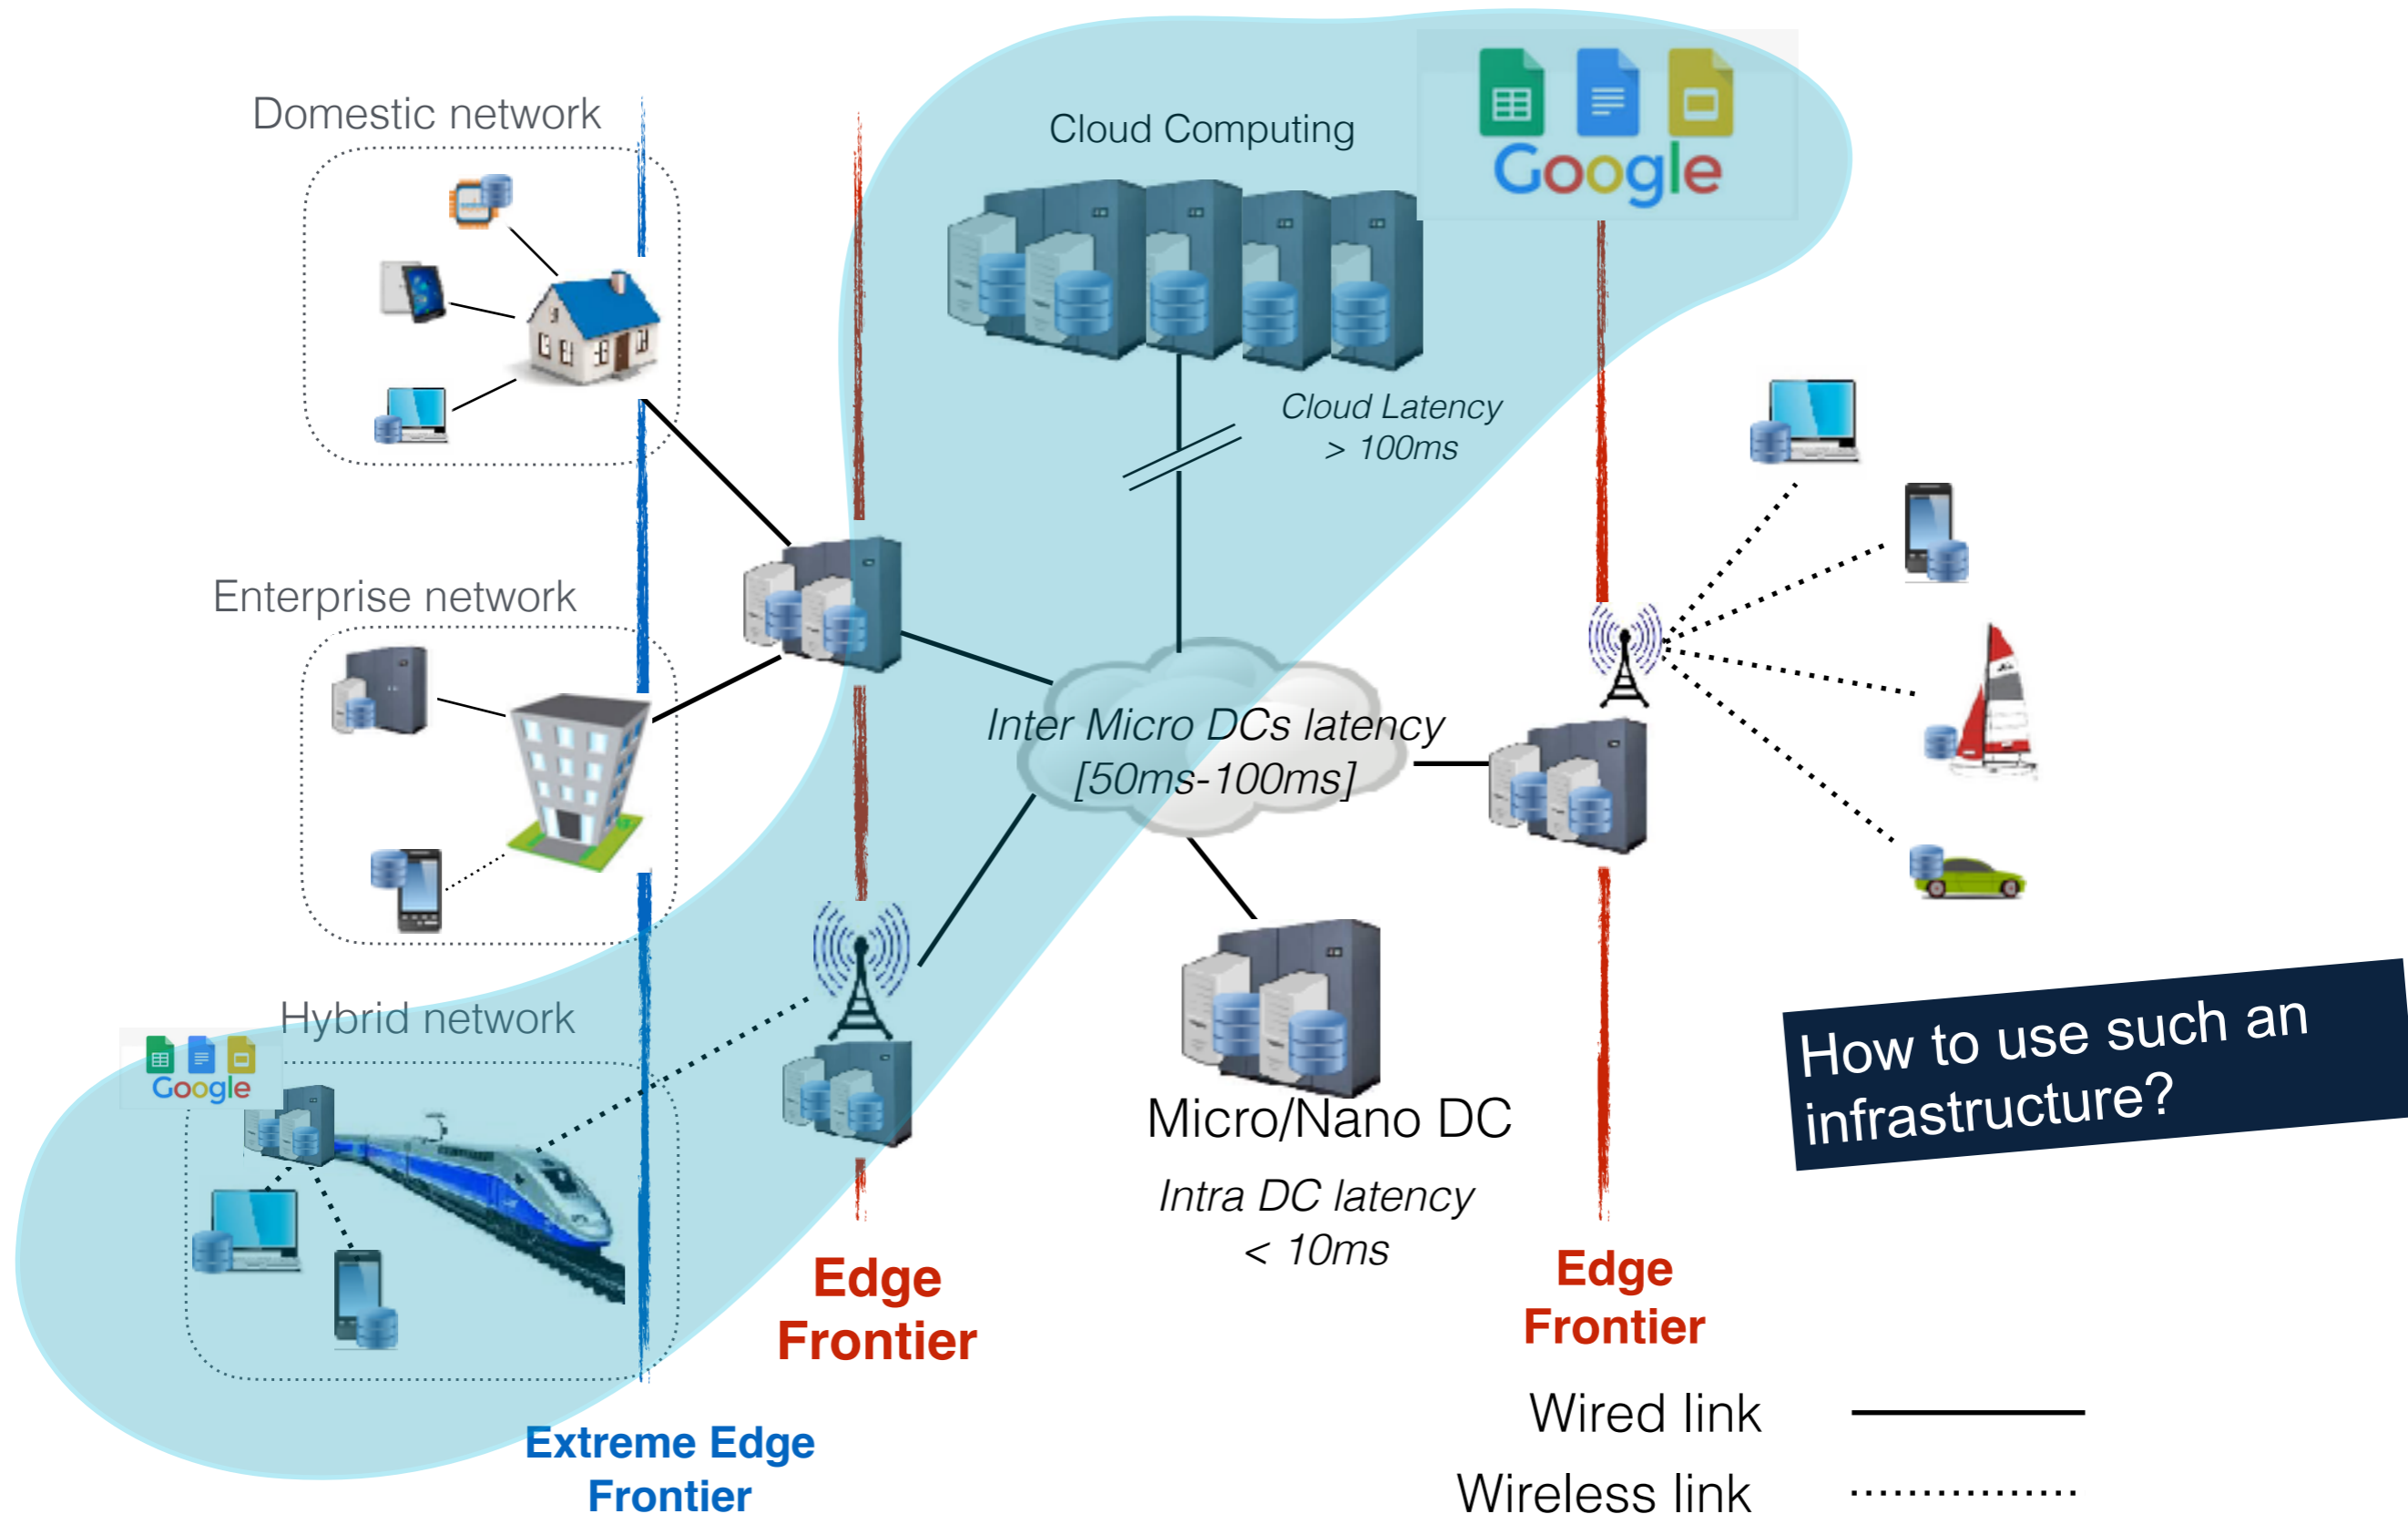 Domestic network
Cloud Computing
Google
Cloud Latency
> 100ms
Enterprise network
Inter Micro DCs latency
[50ms-100ms]
Hybrid network
Google
How to use such an
infrastructure?
Micro/Nano DC
Intra DC latency
< 10ms
Edge
Frontier
Edge
Frontier
Extreme Edge
Frontier
Wired link
Wireless link